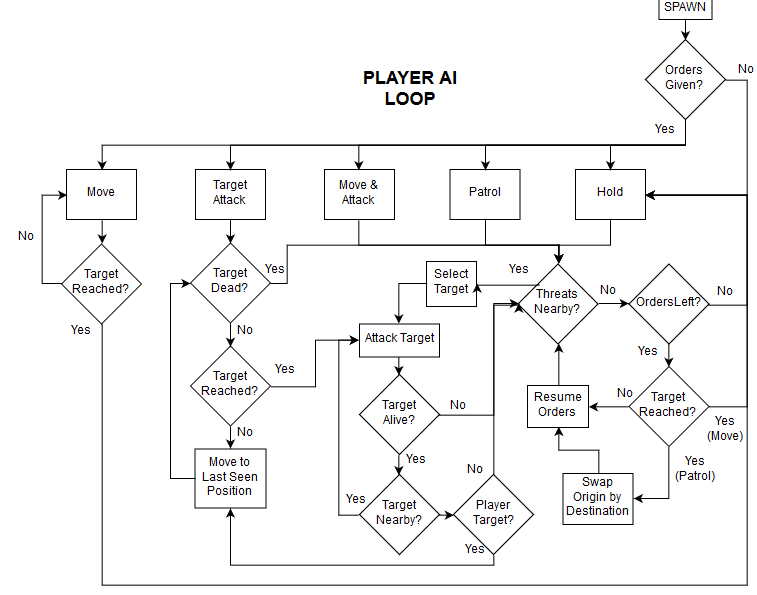 SPAWN
Orders
Given?
No
PLAYER AI
LOOP
Yes
Move
Target
Attack
Move &
Attack
Patrol
Hold
No
Target
Reached?
Yes
Target
Dead?
Yes
Select
Target
Yes
Threats
Nearby?
No
OrdersLeft?
No
No
Attack Target
Yes
Target
Reached?
Yes
Target
Alive?
No
Resume
Orders
No
Target
Reached?
Yes
(Move)
No
Move to
Last Seen
Position
Yes
No
Yes
(Patrol)
Yes
Target
Nearby?
Player
Target?
Swap
Origin by
Destination
Yes